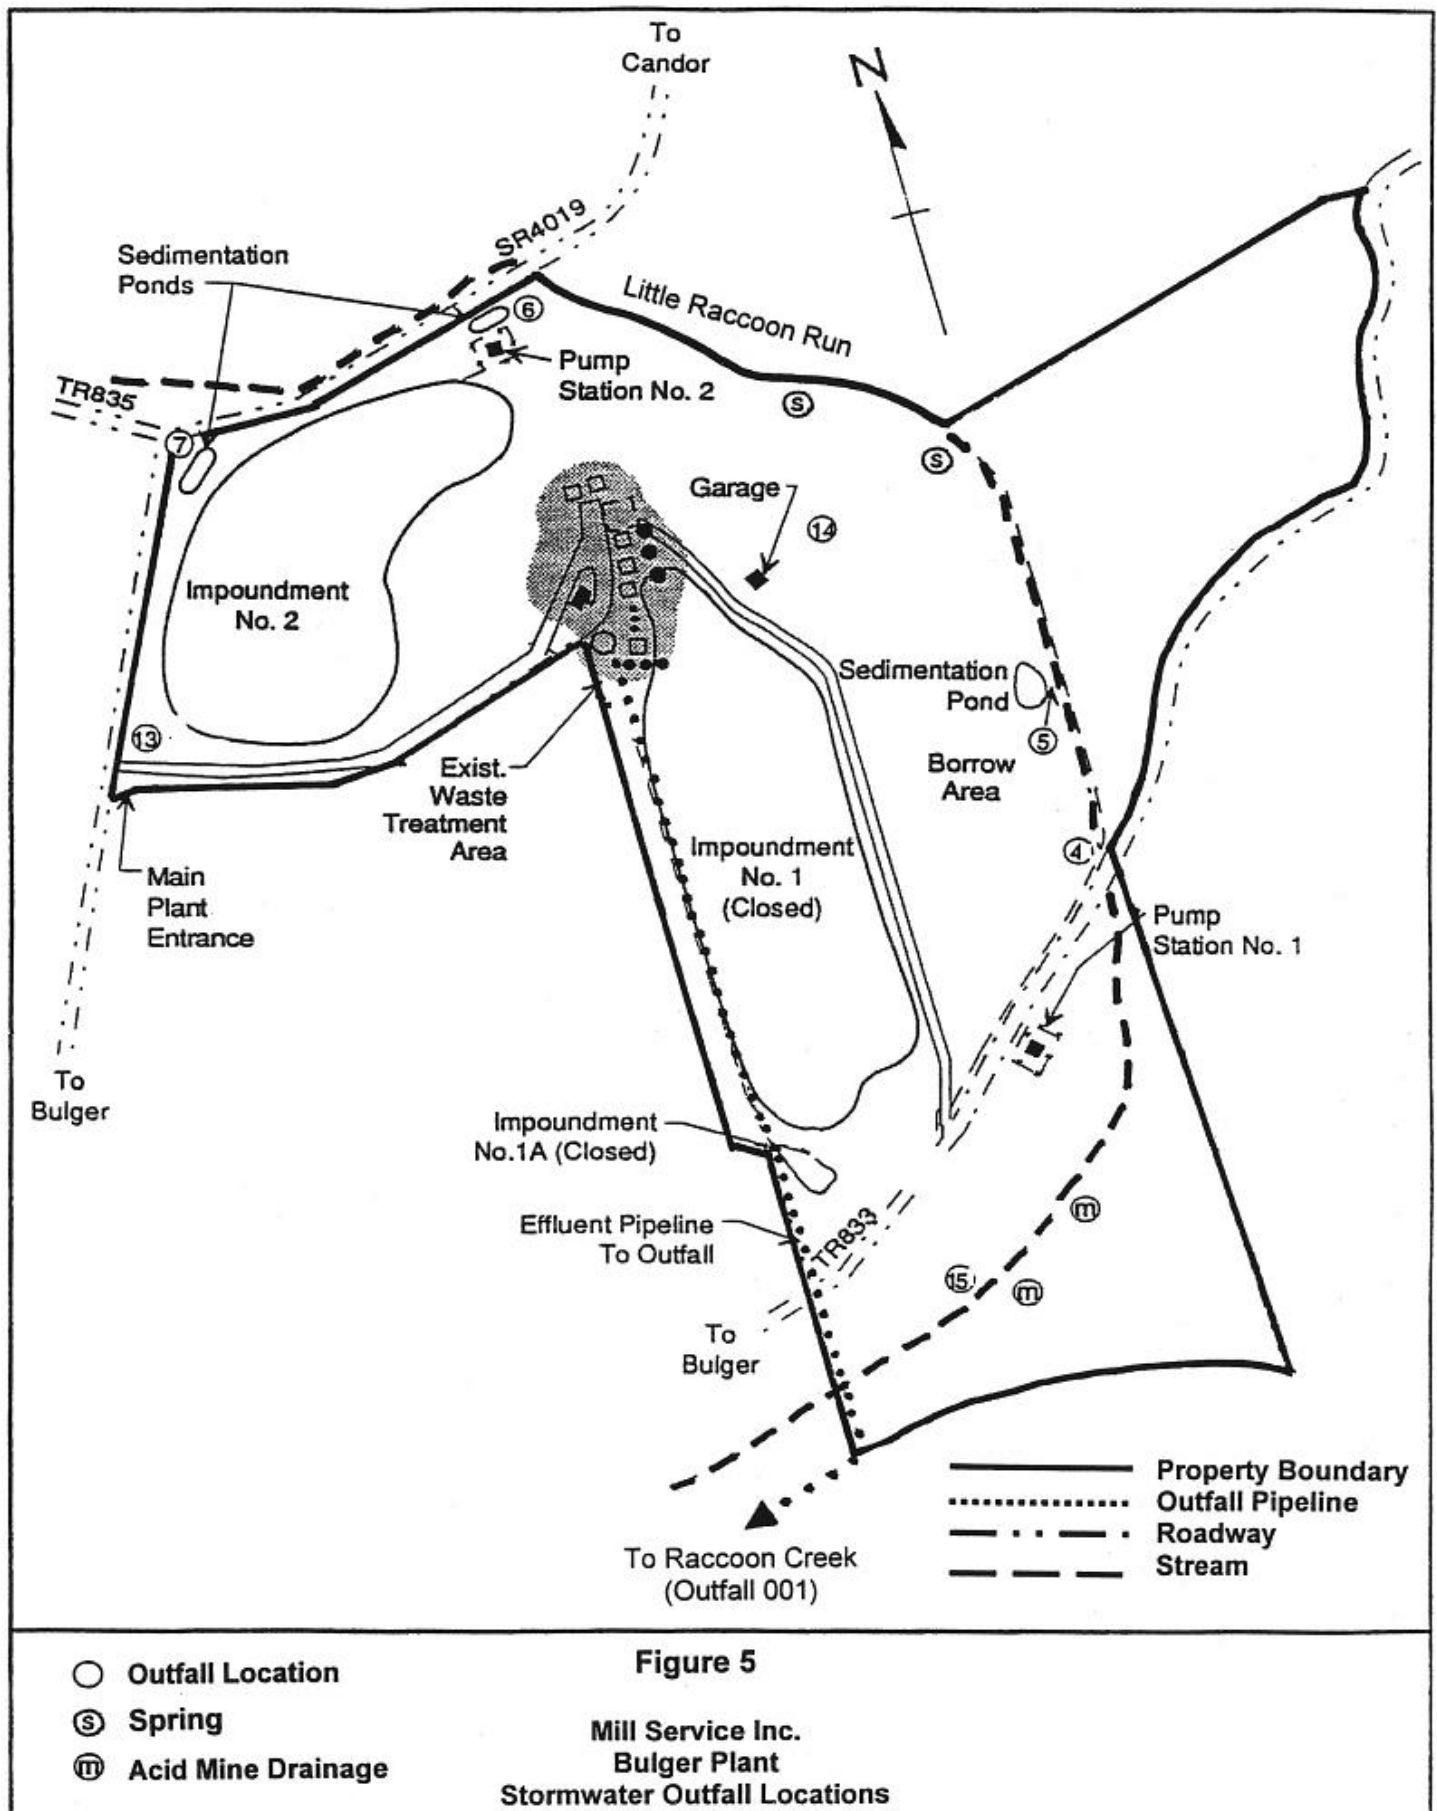 To
Candor
N
SR4019
Sedimentation
Ponds
6
Little Raccoon Run
Pump
Station No. 2
TR835
7
S
S
Garage
14
Impoundment
No. 2
Sedimentation
Pond
5
13
Exist.
Waste
Treatment
Area
Borrow
Area
Impoundment
No. 1
(Closed)
4
Main
Plant
Entrance
Pump
Station No. 1
To
Bulger
Impoundment
No.1A (Closed)
m
Effluent Pipeline
To Outfall
TR833
15
m
To
Bulger
Property Boundary
Outfall Pipeline
Roadway
Stream
To Raccoon Creek
(Outfall 001)
Outfall Location
S Spring
m Acid Mine Drainage
Figure 5
Mill Service Inc.
Bulger Plant
Stormwater Outfall Locations